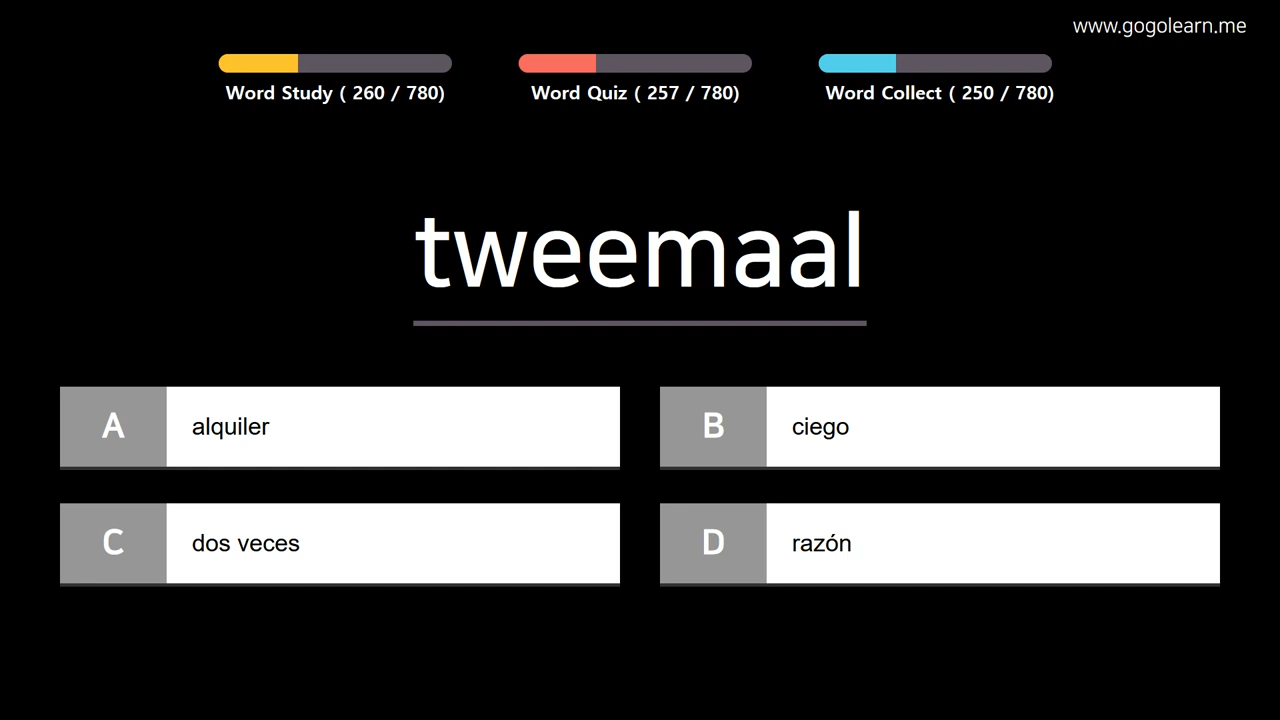 www.gogolearn.me
Word Study ( 260 / 780)
Word Quiz ( 257 / 780)
Word Collect ( 250 / 780)
tweemaal
A alquiler
B ciego
C dos veces
D razón